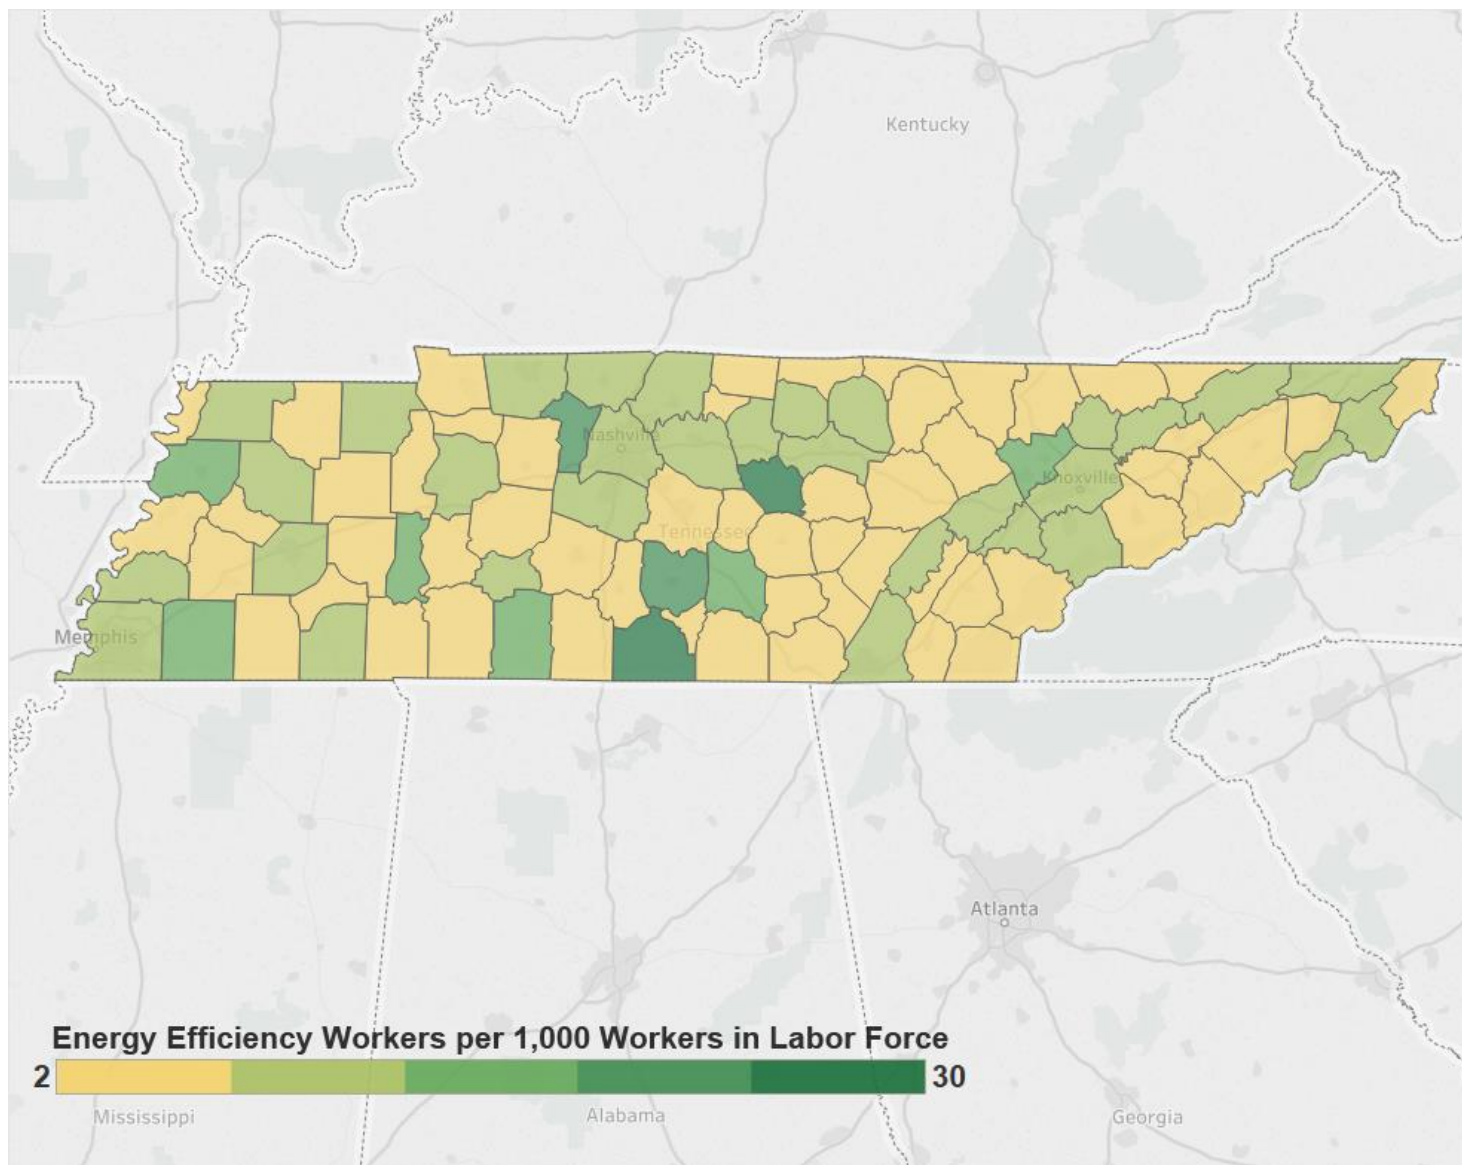 Kentucky
Nashville
Knoxville
Tennessee
Memphis
Atlanta
Energy Efficiency Workers per 1,000 Workers in Labor Force
2
30
Mississippi
Alabama
Georgia